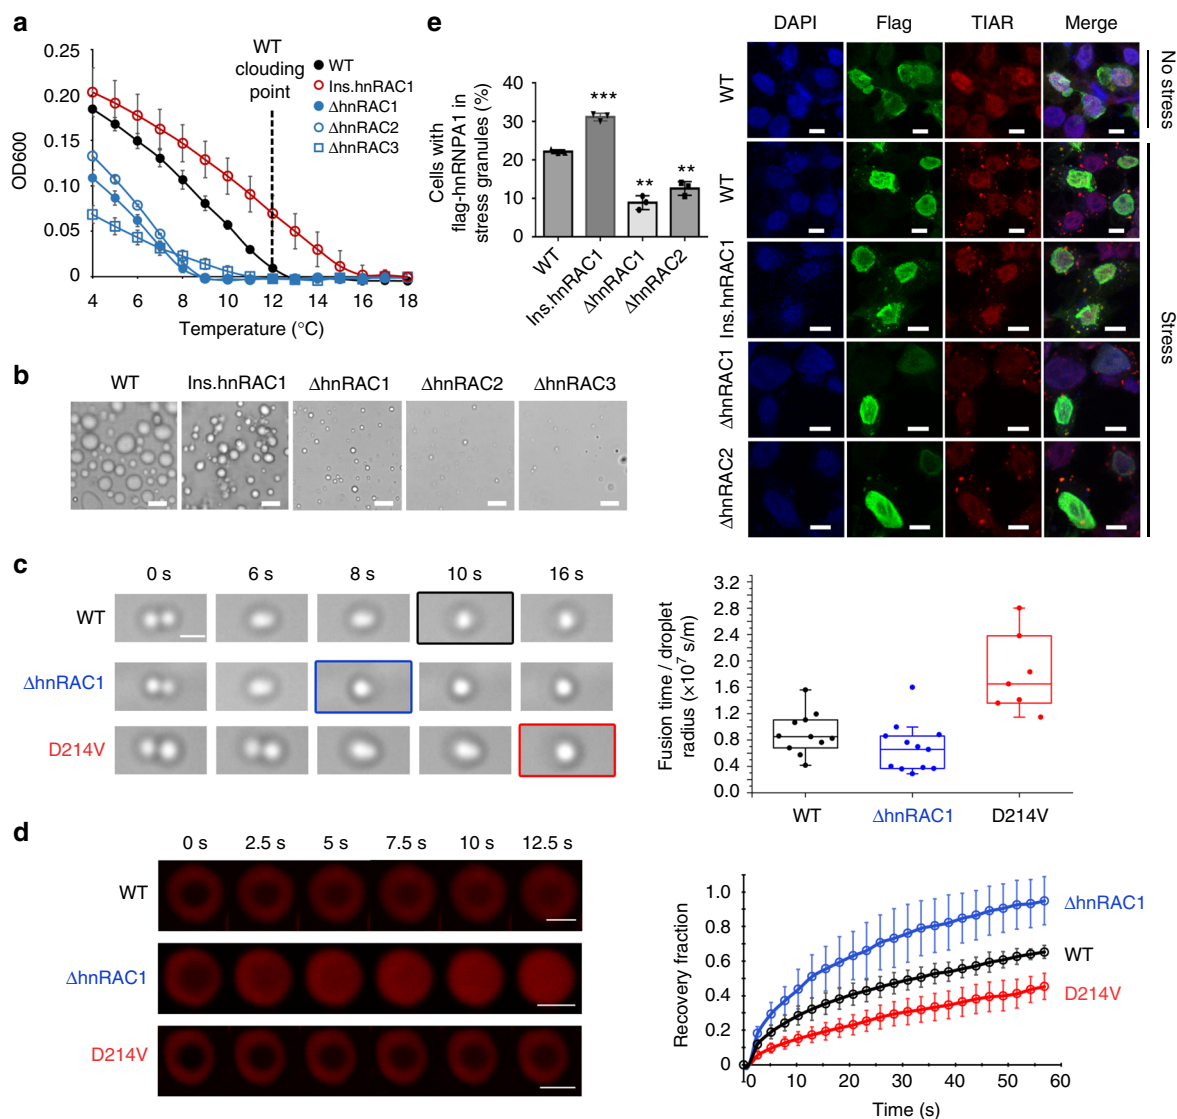 a
0.25
0.20
0.15
0.10
0.05
0
OD600
4
6
8
10
12
14
16
18
Temperature (°C)
WT
clouding
point
WT
Ins.hnRAC1
ΔhnRAC1
ΔhnRAC2
ΔhnRAC3
b
WT
Ins.hnRAC1
ΔhnRAC1
ΔhnRAC2
ΔhnRAC3
e
Cells with
flag-hnRNPA1 in
stress granules (%)
40
30
20
10
0
***
**
**
WT
Ins.hnRAC1
ΔhnRAC1
ΔhnRAC2
DAPI
Flag
TIAR
Merge
WT
WT
Ins.hnRAC1
ΔhnRAC1
ΔhnRAC2
No stress
Stress
c
0 s
6 s
8 s
10 s
16 s
WT
ΔhnRAC1
D214V
Fusion time / droplet
radius (×10⁷ s/m)
3.2
2.8
2.4
2.0
1.6
1.2
0.8
0.4
0.0
WT
ΔhnRAC1
D214V
d
0 s
2.5 s
5 s
7.5 s
10 s
12.5 s
WT
ΔhnRAC1
D214V
Recovery fraction
1.0
0.8
0.6
0.4
0.2
0
0
10
20
30
40
50
60
Time (s)
ΔhnRAC1
WT
D214V